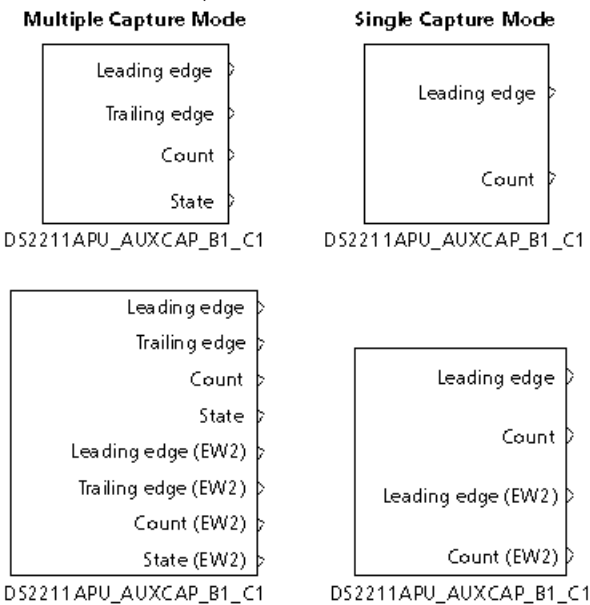 Multiple Capture Mode
Single Capture Mode
Leading edge
Trailing edge
Count
State
DS2211APU_AUXCAP_B1_C1
Leading edge
Count
DS2211APU_AUXCAP_B1_C1
Leading edge
Trailing edge
Count
State
Leading edge (EW2)
Trailing edge (EW2)
Count (EW2)
State (EW2)
DS2211APU_AUXCAP_B1_C1
Leading edge
Count
Leading edge (EW2)
Count (EW2)
DS2211APU_AUXCAP_B1_C1